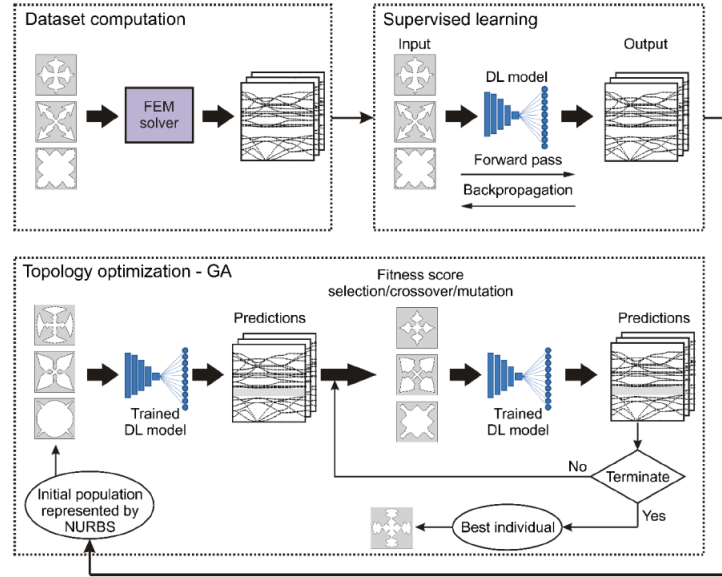 Dataset computation
FEM
solver
Supervised learning
Input
Output
DL model
Forward pass
Backpropagation
Topology optimization - GA
Fitness score
selection/crossover/mutation
Predictions
Predictions
Trained
DL model
Trained
DL model
No
Terminate
Yes
Initial population
represented by
NURBS
Best individual